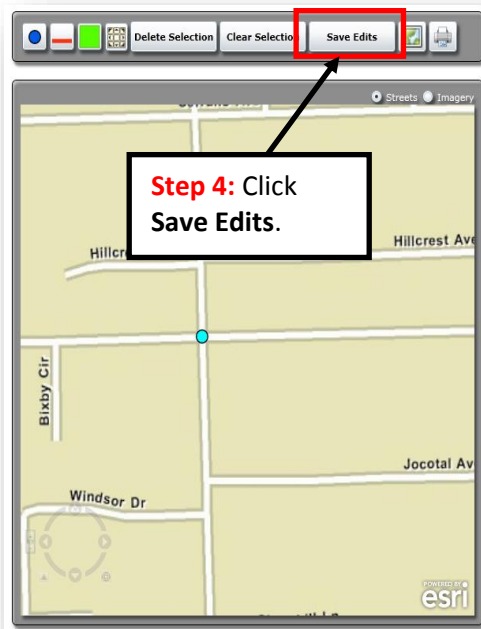 Delete Selection Clear Selection Save Edits
Streets Imagery
Step 4: Click
Save Edits.
Hillcrest Ave
Bixby Cir
Jocotal Av
Windsor Dr
POWERED BY
esri